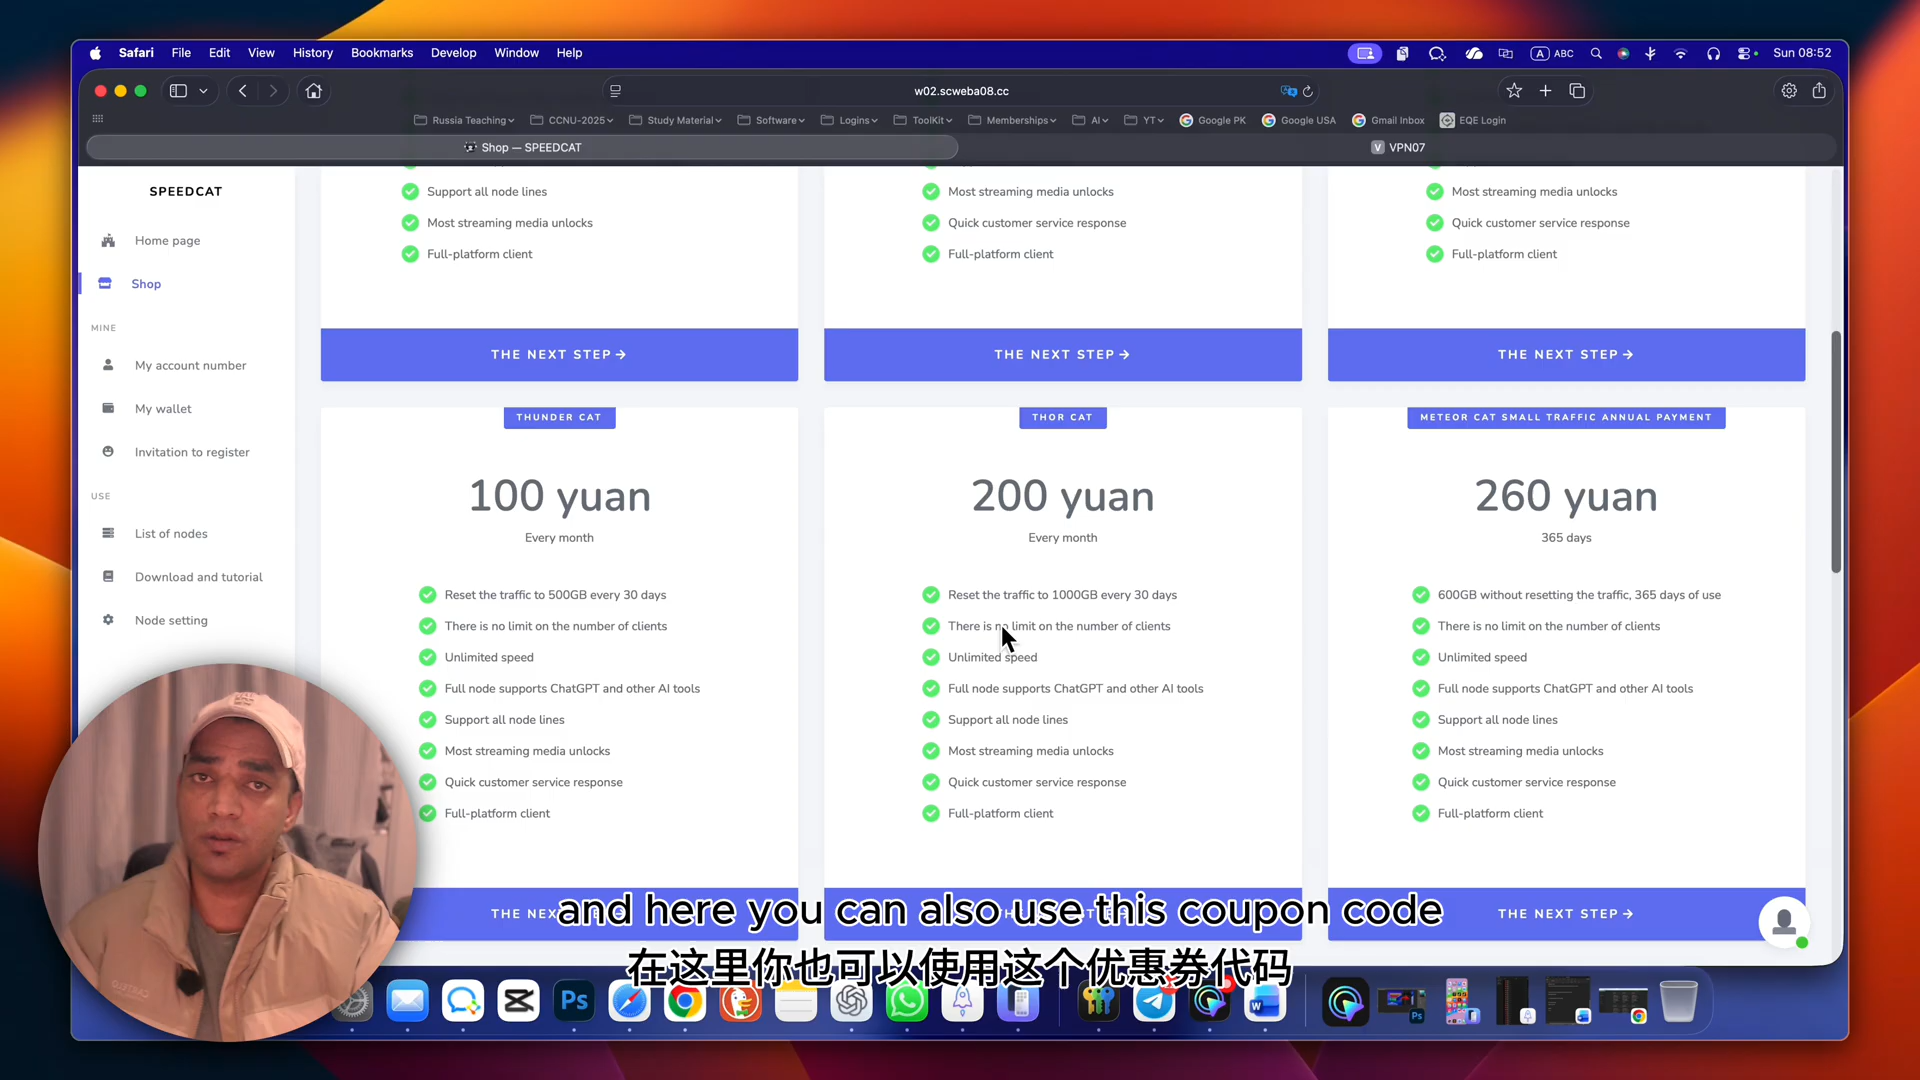 Safari File Edit View History Bookmarks Develop Window Help
ABC Sun 08:52
w02.scweba08.cc
Russia Teaching CCNU-2025 Study Material Software Logins ToolKit Memberships AI YT Google PK Google USA Gmail Inbox EQE Login
Shop — SPEEDCAT
VPN07
SPEEDCAT
Home page
Shop
MINE
My account number
My wallet
Invitation to register
USE
List of nodes
Download and tutorial
Node setting
Support all node lines
Most streaming media unlocks
Full-platform client
THE NEXT STEP→
Most streaming media unlocks
Quick customer service response
Full-platform client
THE NEXT STEP→
Most streaming media unlocks
Quick customer service response
Full-platform client
THE NEXT STEP→
THUNDER CAT
100 yuan
Every month
Reset the traffic to 500GB every 30 days
There is no limit on the number of clients
Unlimited speed
Full node supports ChatGPT and other AI tools
Support all node lines
Most streaming media unlocks
Quick customer service response
Full-platform client
THOR CAT
200 yuan
Every month
Reset the traffic to 1000GB every 30 days
There is no limit on the number of clients
Unlimited speed
Full node supports ChatGPT and other AI tools
Support all node lines
Most streaming media unlocks
Quick customer service response
Full-platform client
METEOR CAT SMALL TRAFFIC ANNUAL PAYMENT
260 yuan
365 days
600GB without resetting the traffic, 365 days of use
There is no limit on the number of clients
Unlimited speed
Full node supports ChatGPT and other AI tools
Support all node lines
Most streaming media unlocks
Quick customer service response
Full-platform client
THE NEXT STEP→
and here you can also use this coupon code
在这里你也可以使用这个优惠券代码
Ps
W